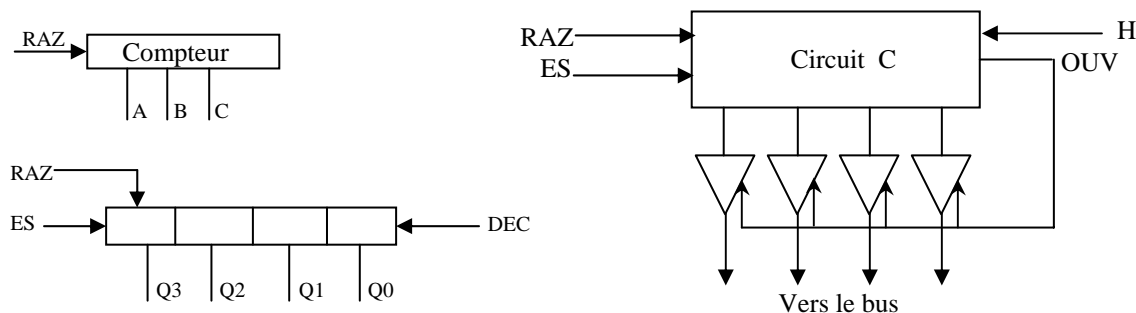 RAZ
Compteur
A B C
RAZ
ES
DEC
Q3 Q2 Q1 Q0
RAZ
ES
Circuit C
H
OUV
Vers le bus